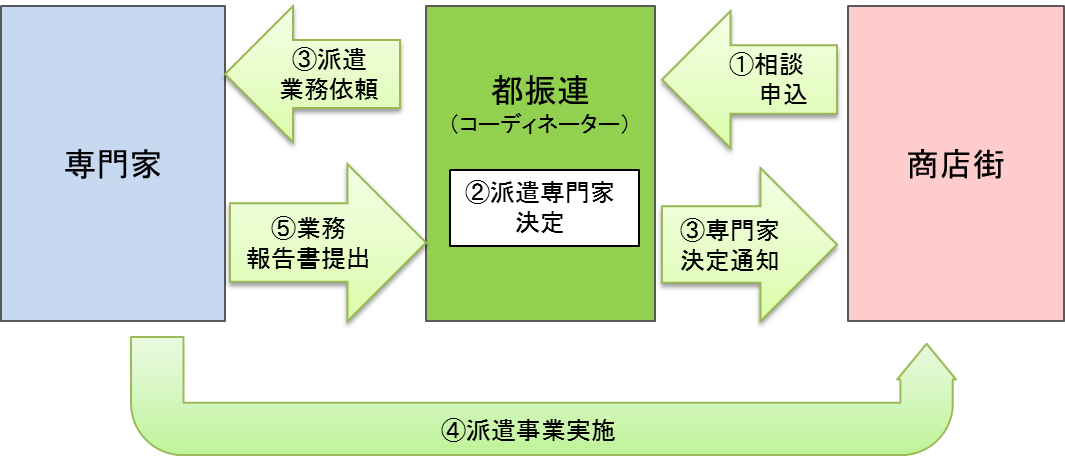 ③派遣
業務依頼
都振連
（コーディネーター）
①相談
申込
専門家
商店街
②派遣専門家
決定
⑤業務
報告書提出
③専門家
決定通知
④派遣事業実施